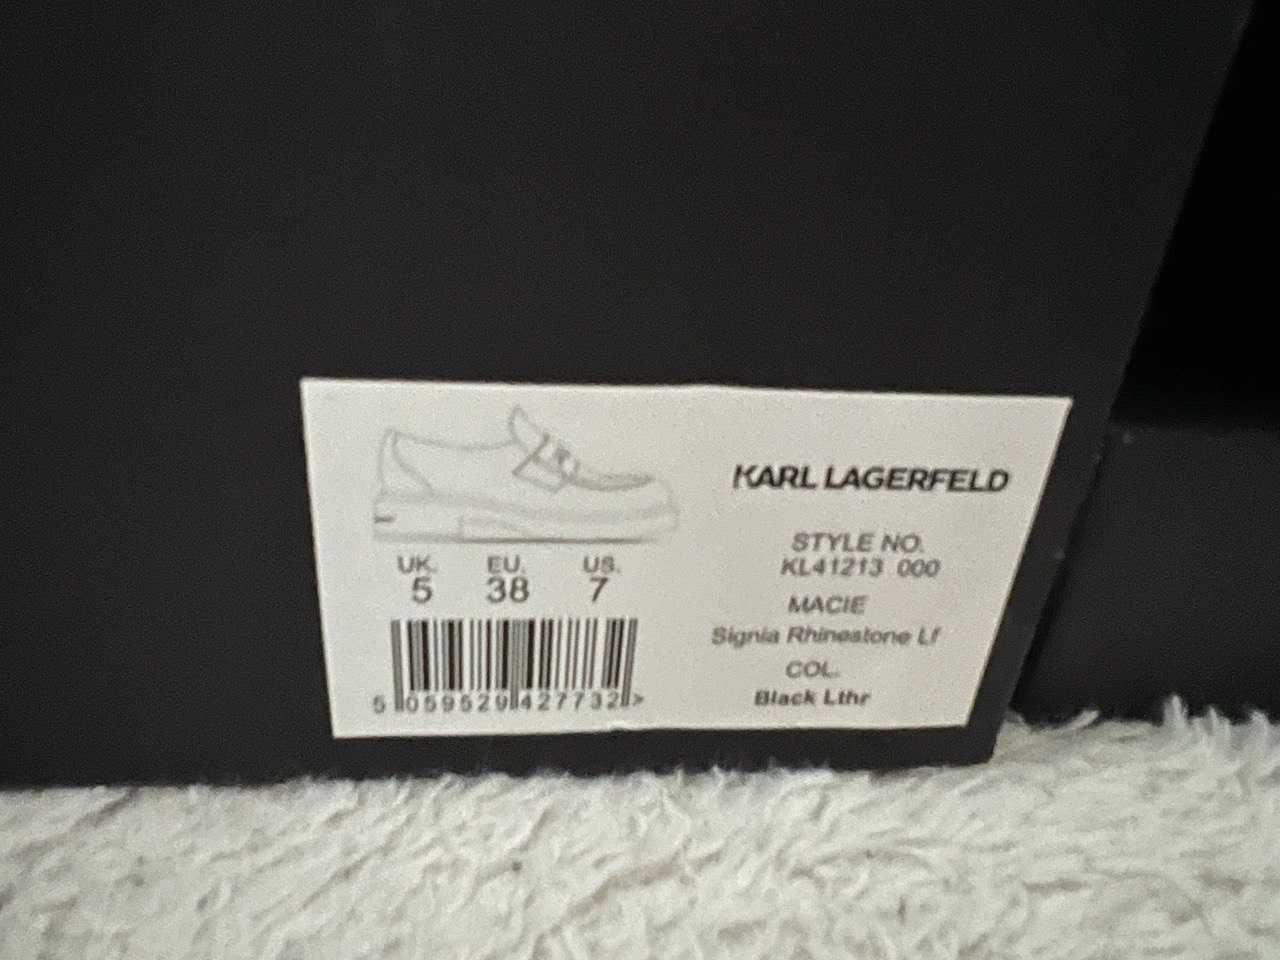 UK. EU. US.
5 38 7
5 059529 427732 >
KARL LAGERFELD
STYLE NO.
KL41213 000
MACIE
Signia Rhinestone Lf
COL.
Black Lthr